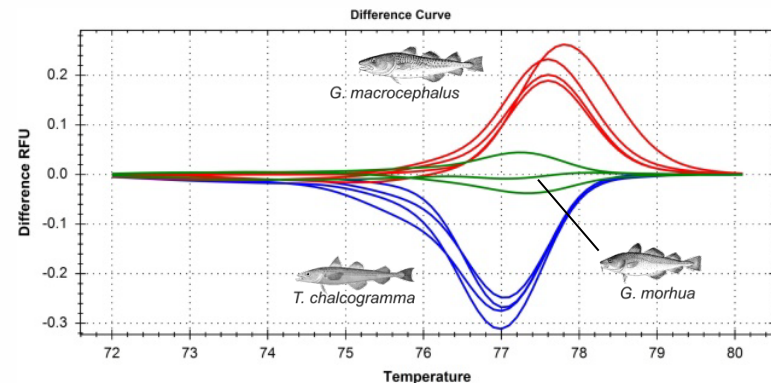 Difference Curve
Difference RFU
0.2
0.1
0.0
-0.1
-0.2
-0.3
G. macrocephalus
T. chalcogramma
G. morhua
72 73 74 75 76 77 78 79 80
Temperature